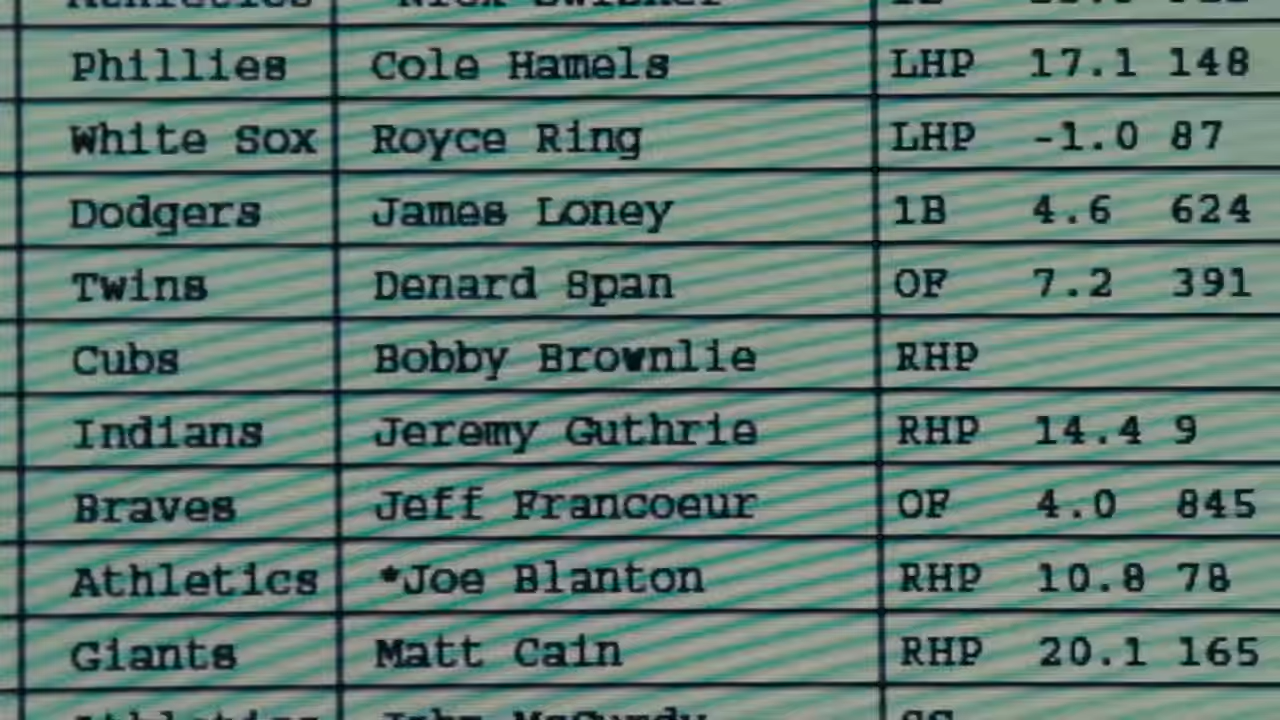 Phillies Cole Hamels LHP 17.1 148
White Sox Royce Ring LHP -1.0 87
Dodgers James Loney 1B 4.6 624
Twins Denard Span OF 7.2 391
Cubs Bobby Brownlie RHP
Indians Jeremy Guthrie RHP 14.4 9
Braves Jeff Francoeur OF 4.0 845
Athletics *Joe Blanton RHP 10.8 78
Giants Matt Cain RHP 20.1 165